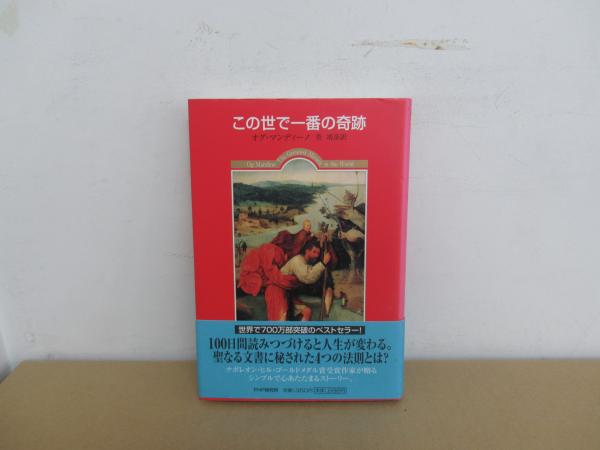 この世で一番の奇跡
オグ・マンディーノ 著 菅 靖彦訳
Og Mandino The Greatest Miracle in the World
世界で700万部突破のベストセラー!
100日間読みつづけると人生が変わる。
聖なる文書に秘された4つの法則とは?
ナポレオン・ヒル・ゴールドメダル賞受賞作家が贈る
シンプルで心あたたまるストーリー。
PHP研究所